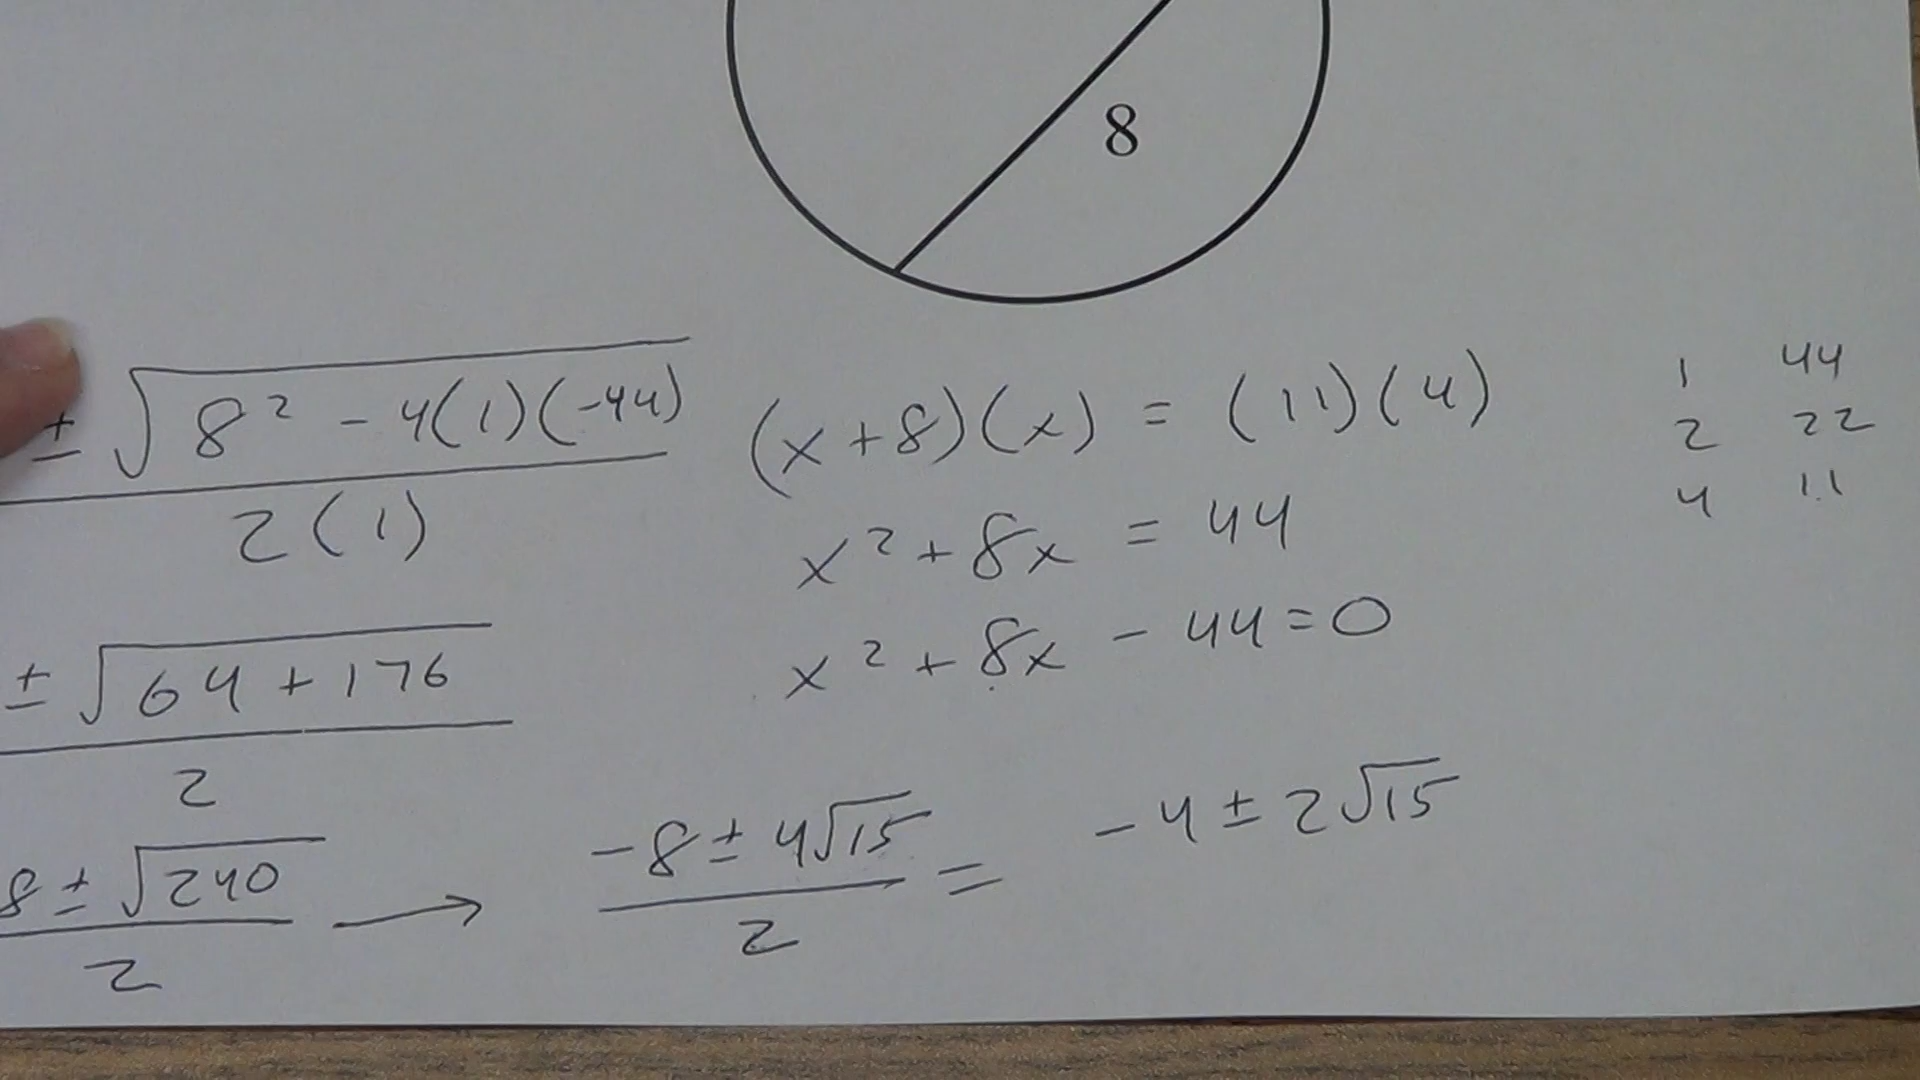 8
± √(8² - 4(1)(-44))
2(1)
± √(64 + 176)
2
8 ± √240
2
→
(x + 8)(x) = (11)(4)
x² + 8x = 44
x² + 8x - 44 = 0
-8 ± 4√15
2
=
-4 ± 2√15
1 44
2 22
4 11